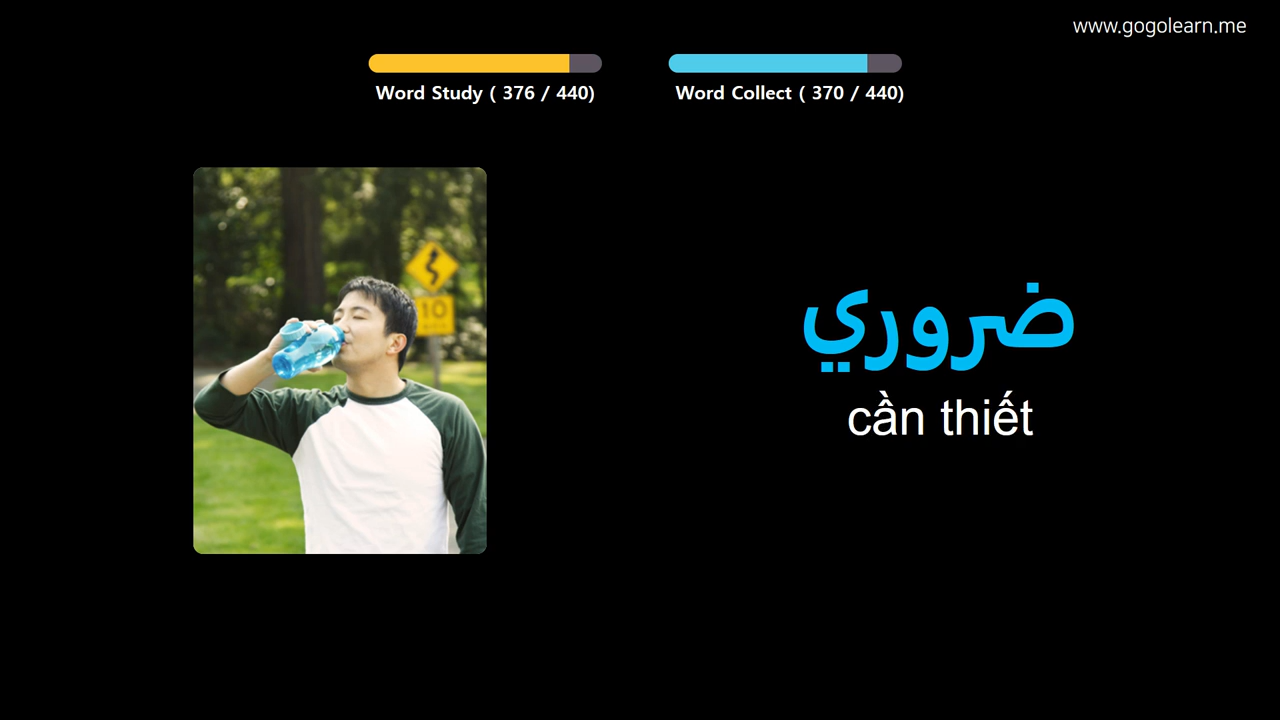 www.gogolearn.me
Word Study ( 376 / 440)
Word Collect ( 370 / 440)
10
ضروري
cần thiết